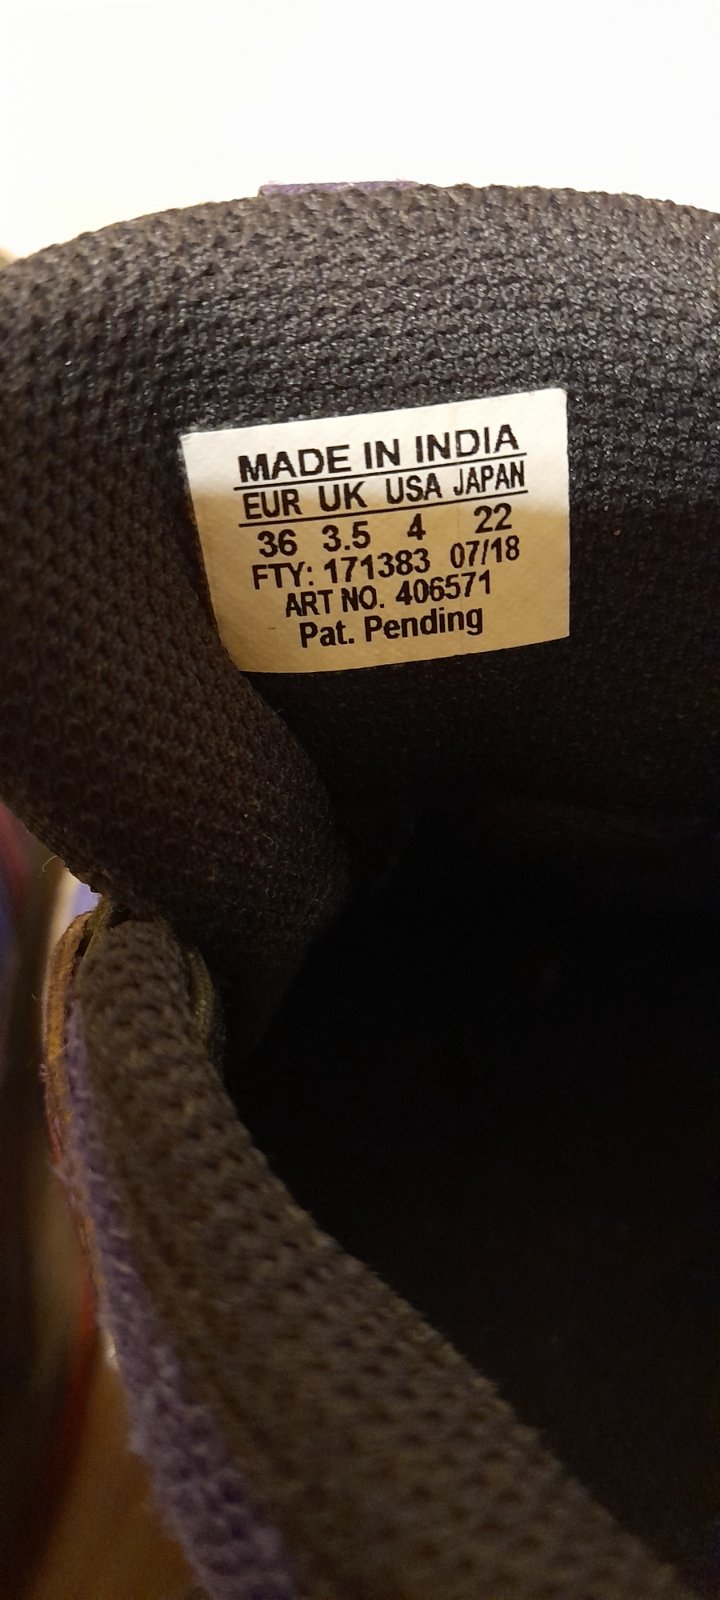 MADE IN INDIA
EUR UK USA JAPAN
36 3.5 4 22
FTY: 171383 07/18
ART NO. 406571
Pat. Pending